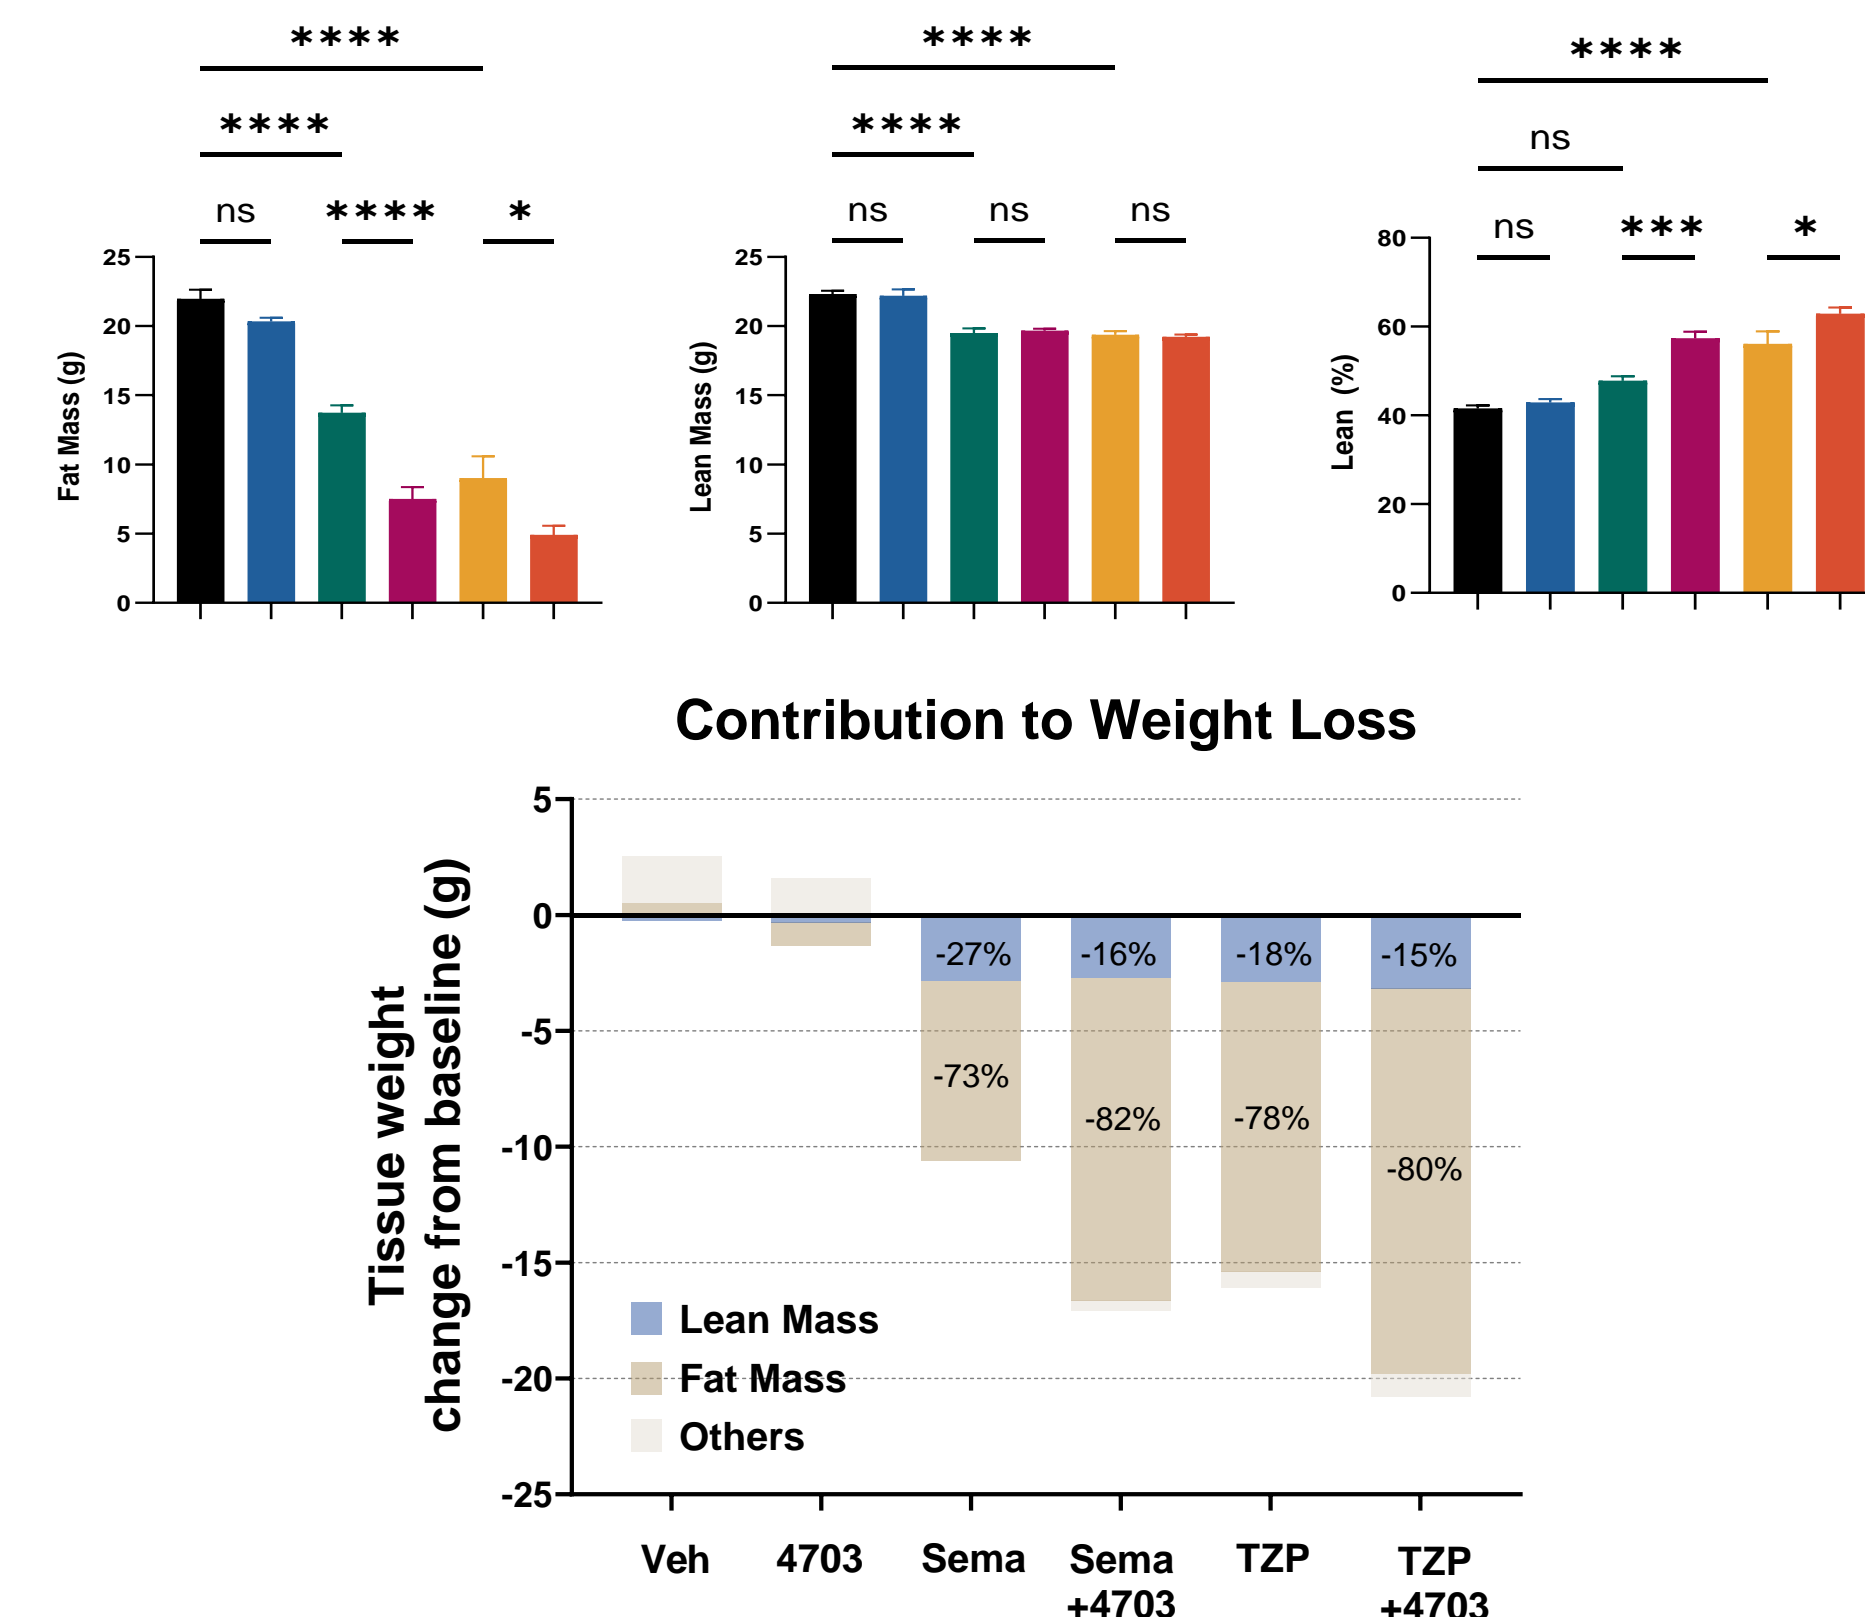 ****
****
ns **** *
25
20
15
10
5
0
Fat Mass (g)
****
****
ns ns ns
25
20
15
10
5
0
Lean Mass (g)
****
ns
ns *** *
80
60
40
20
0
Lean (%)
Contribution to Weight Loss
Tissue weight
change from baseline (g)
5
0
-5
-10
-15
-20
-25
-27% -16% -18% -15%
-73% -82% -78% -80%
Lean Mass
Fat Mass
Others
Veh 4703 Sema Sema TZP TZP
+4703 +4703